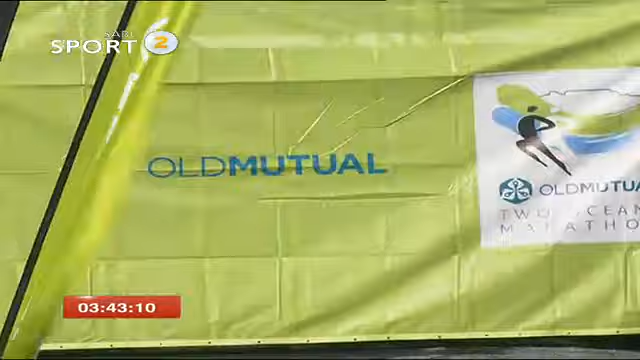 SABC
SPORT 2
OLDMUTUAL
OLDMUTUA
TWO OCEAN
MARATHO
03:43:10